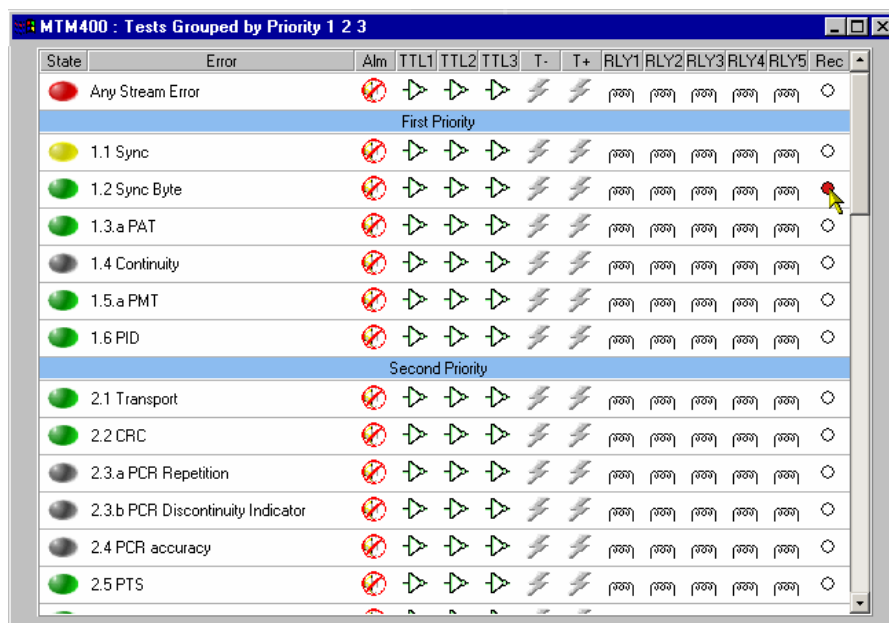 MTM400 : Tests Grouped by Priority 1 2 3
State Error Alm TTL1 TTL2 TTL3 T- T+ RLY1 RLY2 RLY3 RLY4 RLY5 Rec
Any Stream Error
First Priority
1.1 Sync
1.2 Sync Byte
1.3.a PAT
1.4 Continuity
1.5.a PMT
1.6 PID
Second Priority
2.1 Transport
2.2 CRC
2.3.a PCR Repetition
2.3.b PCR Discontinuity Indicator
2.4 PCR accuracy
2.5 PTS